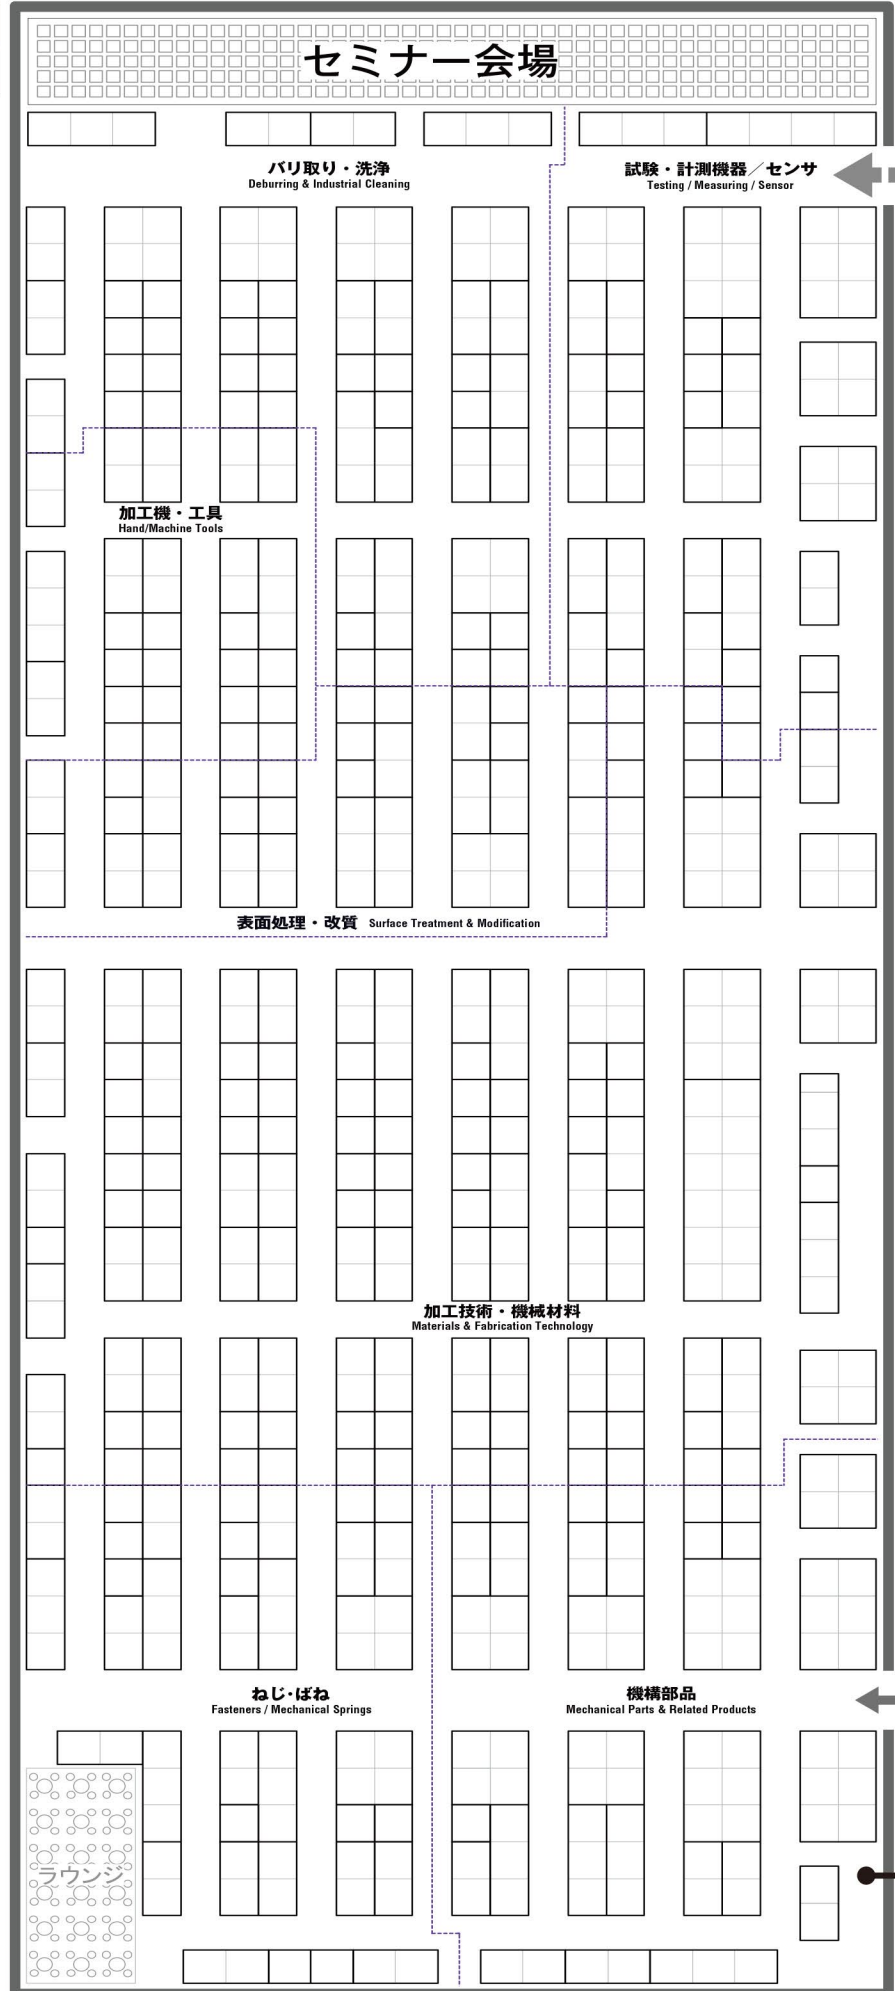 セミナー会場
バリ取り・洗浄
Deburring & Industrial Cleaning
試験・計測機器／センサ
Testing / Measuring / Sensor
加工機・工具
Hand/Machine Tools
表面処理・改質 Surface Treatment & Modification
加工技術・機械材料
Materials & Fabrication Technology
ねじ・ばね
Fasteners / Mechanical Springs
機構部品
Mechanical Parts & Related Products
ラウンジ